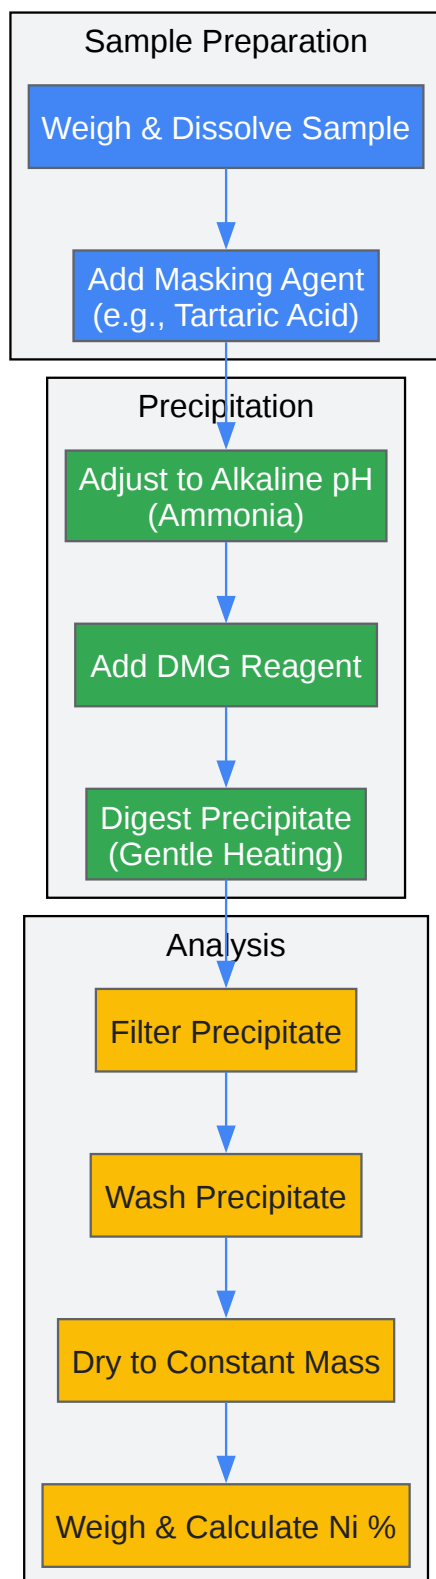 Sample Preparation
Weigh & Dissolve Sample
Add Masking Agent
(e.g., Tartaric Acid)
Precipitation
Adjust to Alkaline pH
(Ammonia)
Add DMG Reagent
Digest Precipitate
(Gentle Heating)
Analysis
Filter Precipitate
Wash Precipitate
Dry to Constant Mass
Weigh & Calculate Ni %